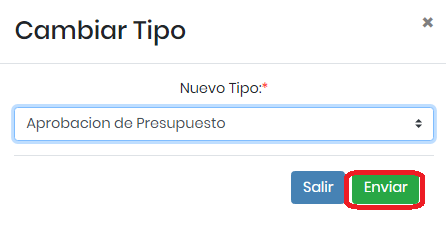 Cambiar Tipo
×
Nuevo Tipo:*
Aprobacion de Presupuesto
Salir
Enviar